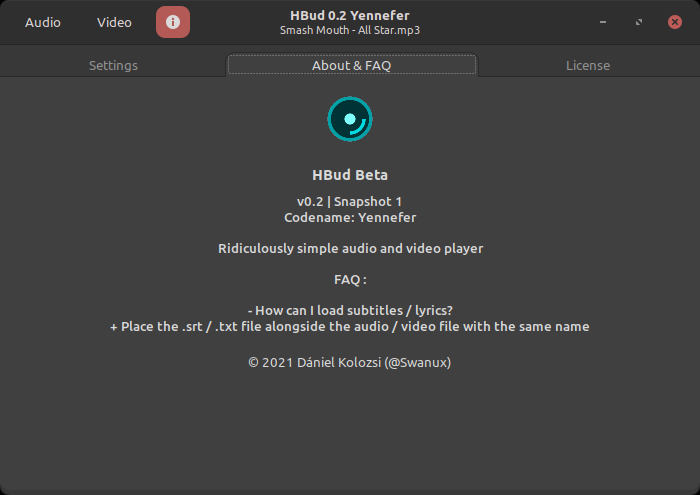 Audio
Video
HBud 0.2 Yennefer
Smash Mouth - All Star.mp3
Settings
About & FAQ
License
HBud Beta
v0.2 | Snapshot 1
Codename: Yennefer
Ridiculously simple audio and video player
FAQ :
- How can I load subtitles / lyrics?
+ Place the .srt / .txt file alongside the audio / video file with the same name
© 2021 Dániel Kolozsi (@Swanux)